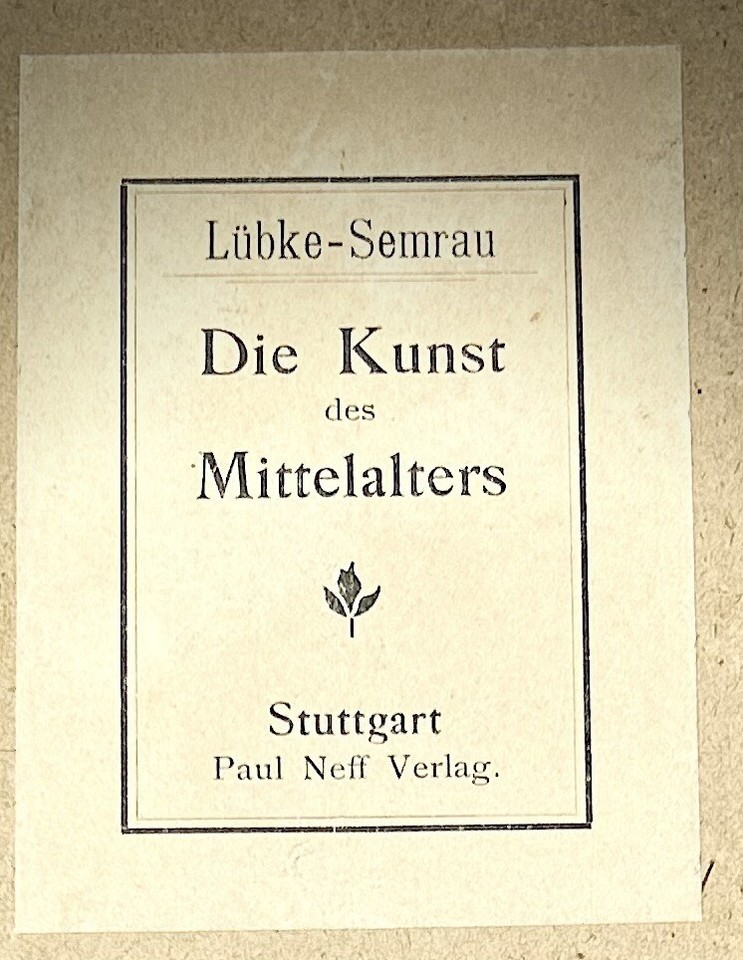 Lübke-Semrau
Die Kunst
des
Mittelalters
Stuttgart
Paul Neff Verlag.